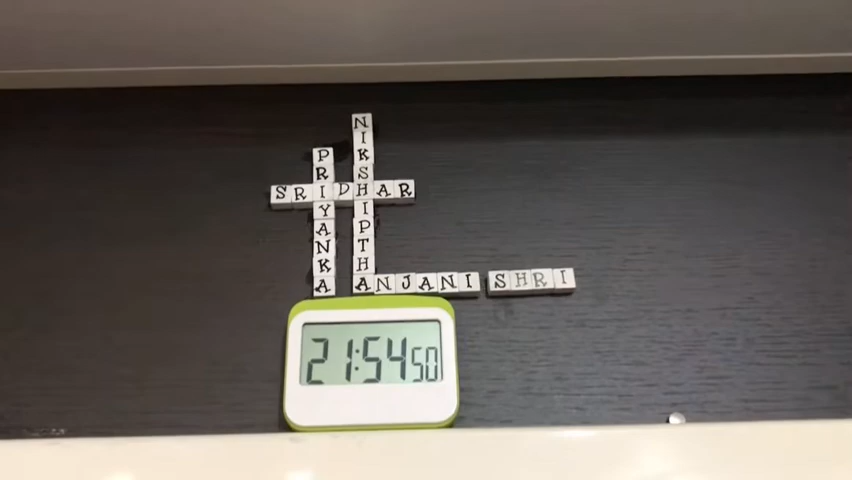 NIKSHIPTHA
PRIYANKA
SRIDHAR
ANJANI SHRI
21:54 50